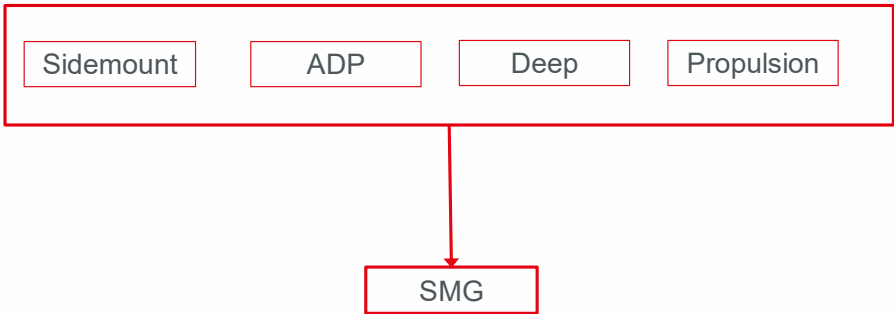 Sidemount
ADP
Deep
Propulsion
SMG